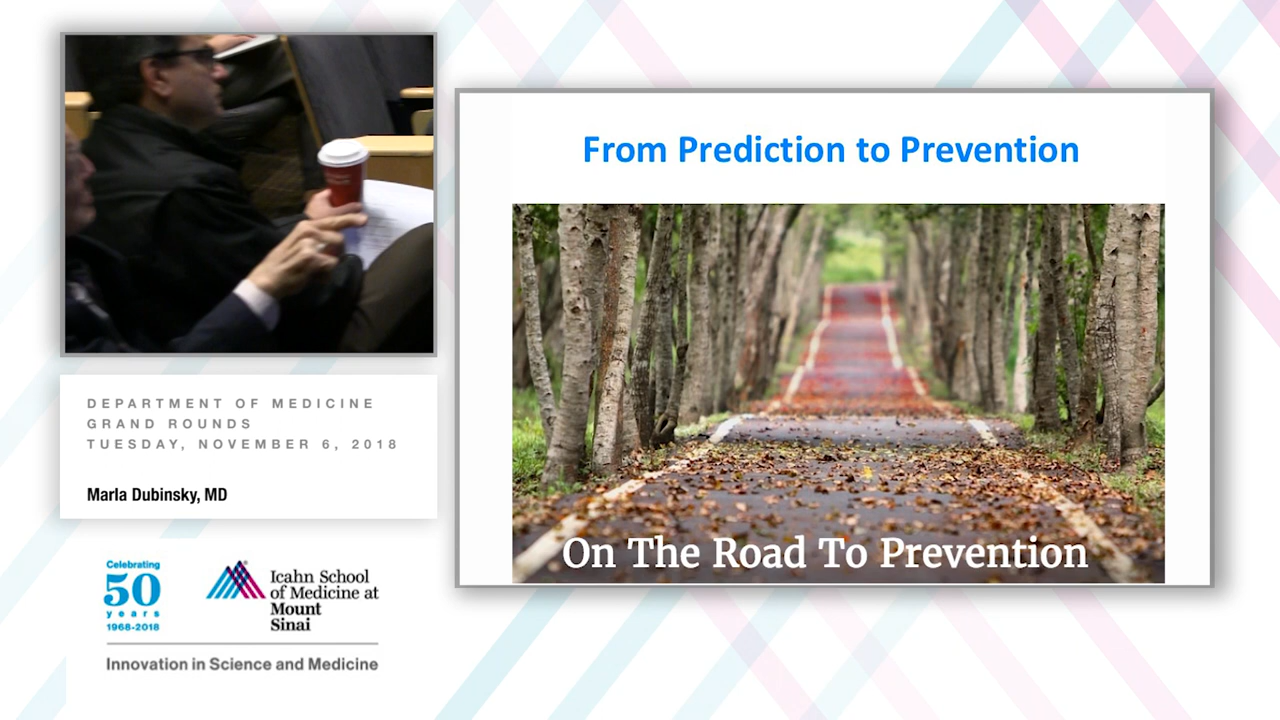 DEPARTMENT OF MEDICINE
GRAND ROUNDS
TUESDAY, NOVEMBER 6, 2018
Marla Dubinsky, MD
Celebrating
50
years
1968-2018
Icahn School
of Medicine at
Mount
Sinai
Innovation in Science and Medicine
From Prediction to Prevention
On The Road To Prevention